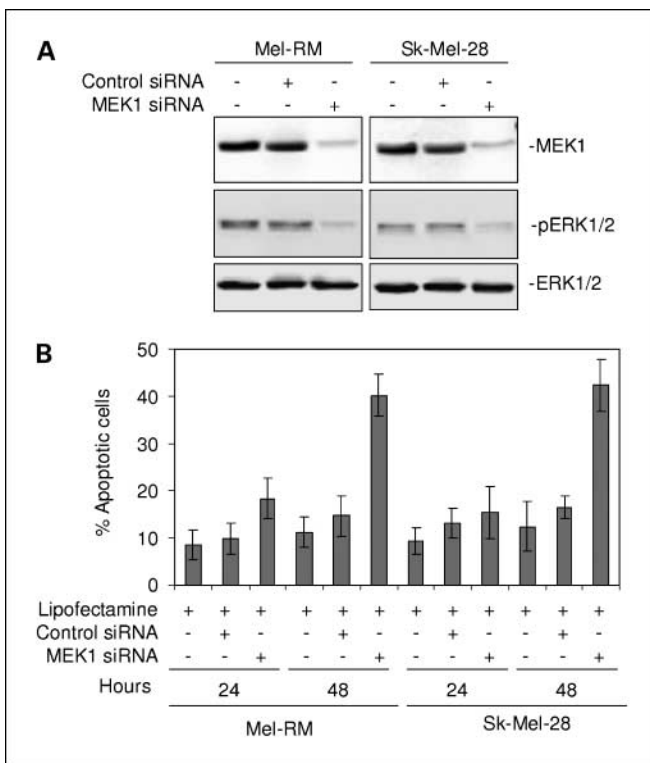 A
Mel-RM Sk-Mel-28
Control siRNA - + - - + -
MEK1 siRNA - - + - - +
-MEK1
-pERK1/2
-ERK1/2
B
% Apoptotic cells
50
40
30
20
10
0
Lipofectamine + + + + + + + + + + + +
Control siRNA - + - - + - - + - - + -
MEK1 siRNA - - + - - + - - + - - +
Hours 24 48 24 48
Mel-RM Sk-Mel-28